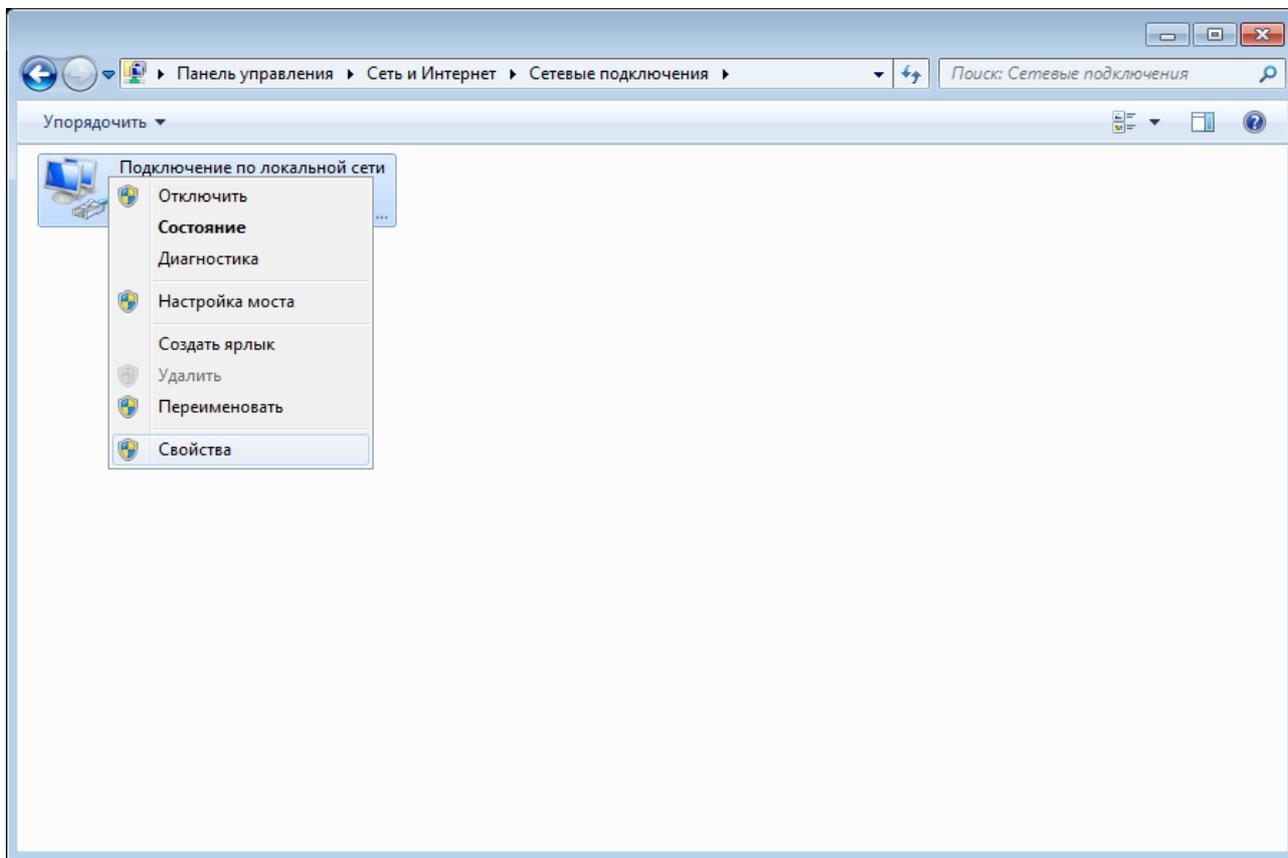 Панель управления Сеть и Интернет Сетевые подключения
Поиск: Сетевые подключения
Упорядочить
Подключение по локальной сети
...
Отключить
Состояние
Диагностика
Настройка моста
Создать ярлык
Удалить
Переименовать
Свойства